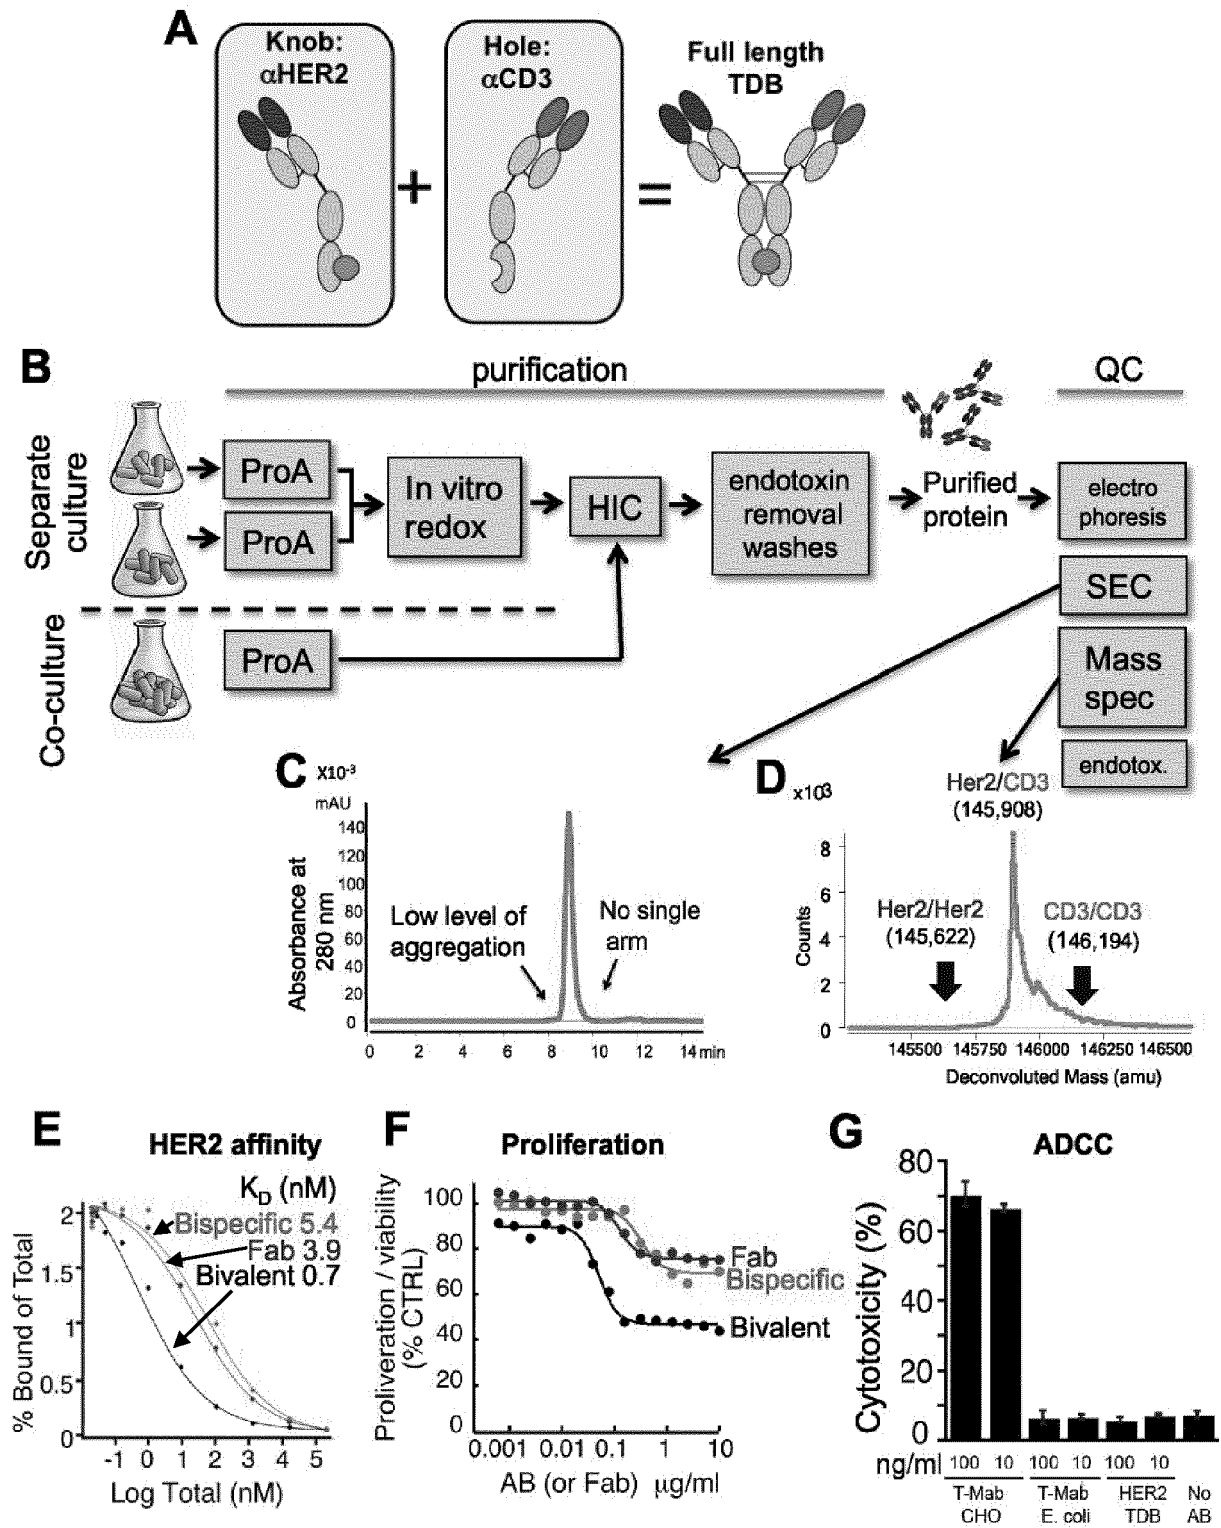 A
Knob:
αHER2
Hole:
αCD3
Full length
TDB
+
=
B
purification
QC
Separate
culture
ProA
ProA
In vitro
redox
HIC
endotoxin
removal
washes
Purified
protein
electro
phoresis
SEC
Mass
spec
endotox.
Co-culture
ProA
C
X10-3
mAU
Absorbance at
280 nm
140
120
100
80
60
40
20
0
Low level of
aggregation
No single
arm
0 2 4 6 8 10 12 14 min
D
x103
Her2/CD3
(145,908)
Her2/Her2
(145,622)
CD3/CD3
(146,194)
Counts
8
6
4
2
0
145500 145750 146000 146250 146500
Deconvoluted Mass (amu)
E
HER2 affinity
KD (nM)
Bispecific 5.4
Fab 3.9
Bivalent 0.7
% Bound of Total
2
1.5
1
0.5
0
-1 0 1 2 3 4 5
Log Total (nM)
F
Proliferation
Proliveration / viability
(% CTRL)
100
80
60
40
20
0
Fab
Bispecific
Bivalent
0.001 0.01 0.1 1 10
AB (or Fab) µg/ml
G
ADCC
Cytotoxicity (%)
80
60
40
20
0
ng/ml 100 10 100 10 100 10
T-Mab
CHO
T-Mab
E. coli
HER2
TDB
No
AB